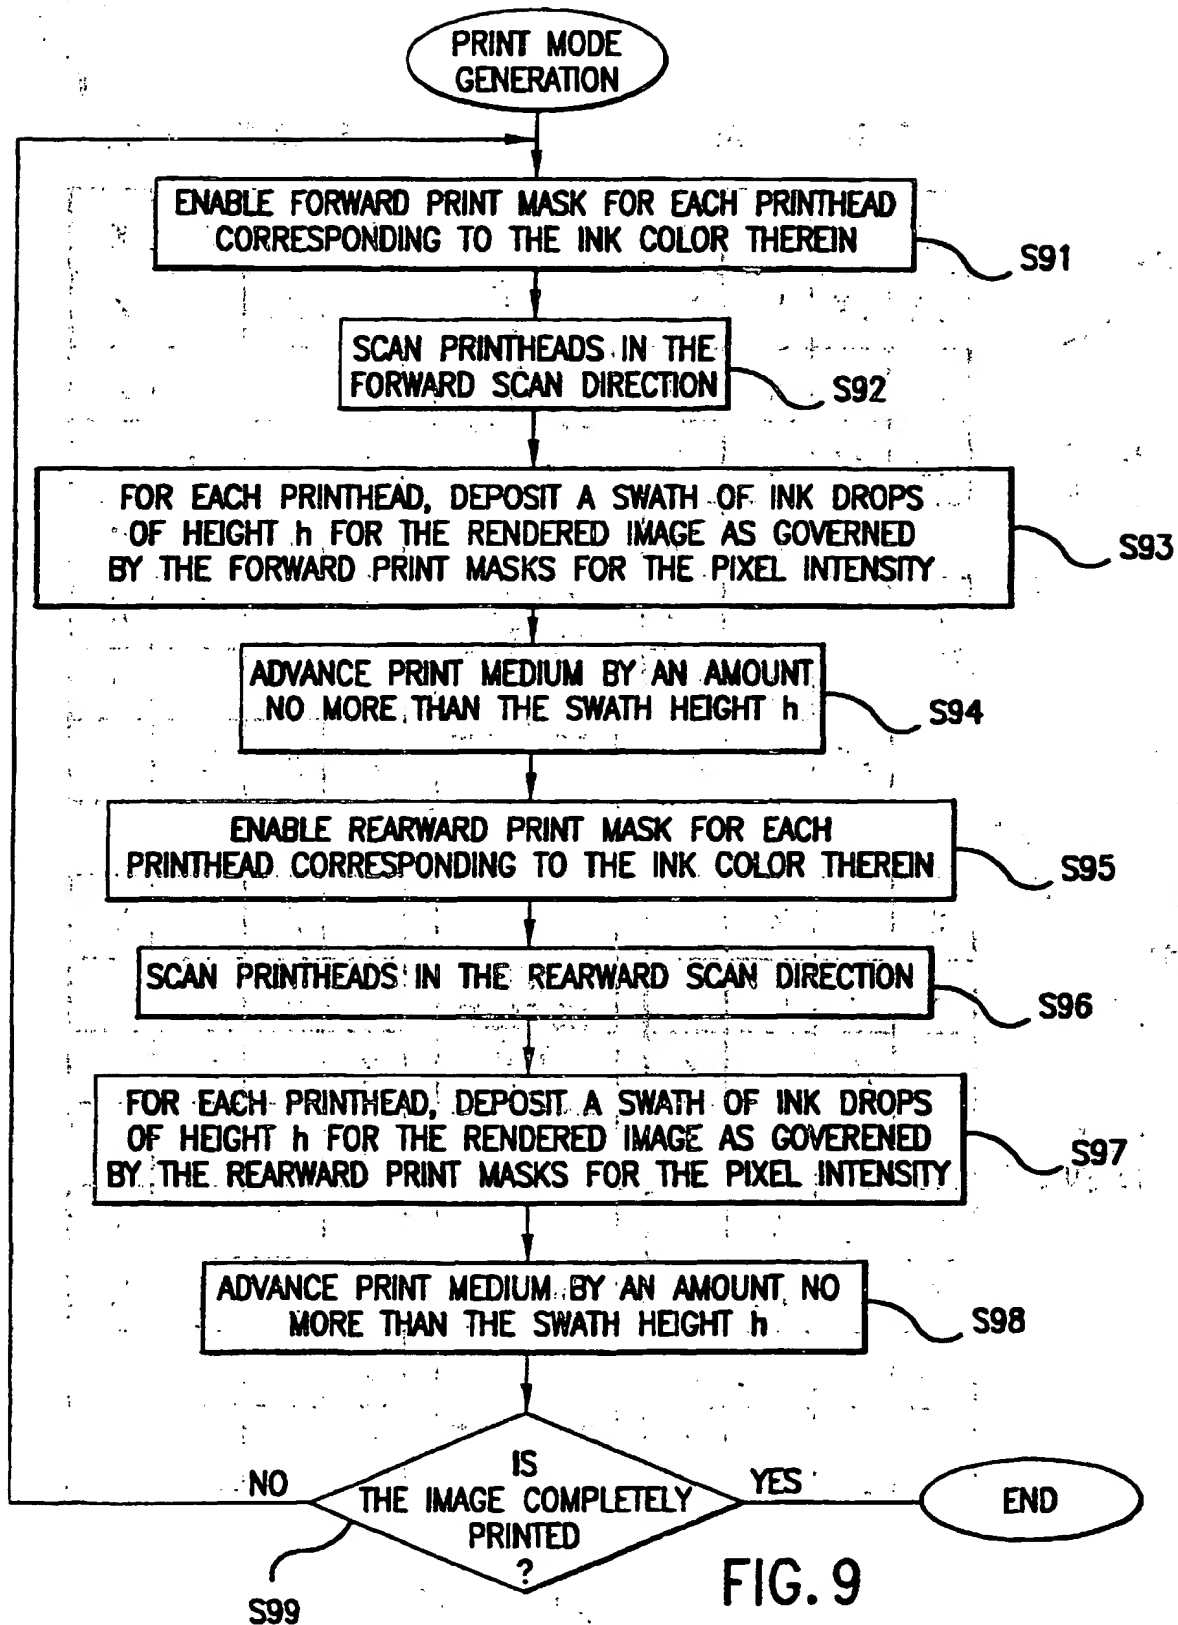 PRINT MODE
GENERATION
ENABLE FORWARD PRINT MASK FOR EACH PRINTHEAD
CORRESPONDING TO THE INK COLOR THEREIN
S91
SCAN PRINTHEADS IN THE
FORWARD SCAN DIRECTION
S92
FOR EACH PRINTHEAD, DEPOSIT A SWATH OF INK DROPS
OF HEIGHT h FOR THE RENDERED IMAGE AS GOVERNED
BY THE FORWARD PRINT MASKS FOR THE PIXEL INTENSITY
S93
ADVANCE PRINT MEDIUM BY AN AMOUNT
NO MORE THAN THE SWATH HEIGHT h
S94
ENABLE REARWARD PRINT MASK FOR EACH
PRINTHEAD CORRESPONDING TO THE INK COLOR THEREIN
S95
SCAN PRINTHEADS IN THE REARWARD SCAN DIRECTION
S96
FOR EACH PRINTHEAD, DEPOSIT A SWATH OF INK DROPS
OF HEIGHT h FOR THE RENDERED IMAGE AS GOVERENED
BY THE REARWARD PRINT MASKS FOR THE PIXEL INTENSITY
S97
ADVANCE PRINT MEDIUM BY AN AMOUNT NO
MORE THAN THE SWATH HEIGHT h
S98
IS
THE IMAGE COMPLETELY
PRINTED
?
NO
YES
END
S99
FIG. 9